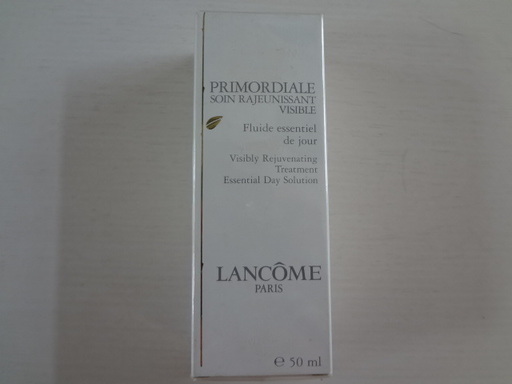 PRIMORDIALE
SOIN RAJEUNISSANT
VISIBLE
Fluide essentiel
de jour
Visibly Rejuvenating
Treatment
Essential Day Solution
LANCÔME
PARIS
℮ 50 ml